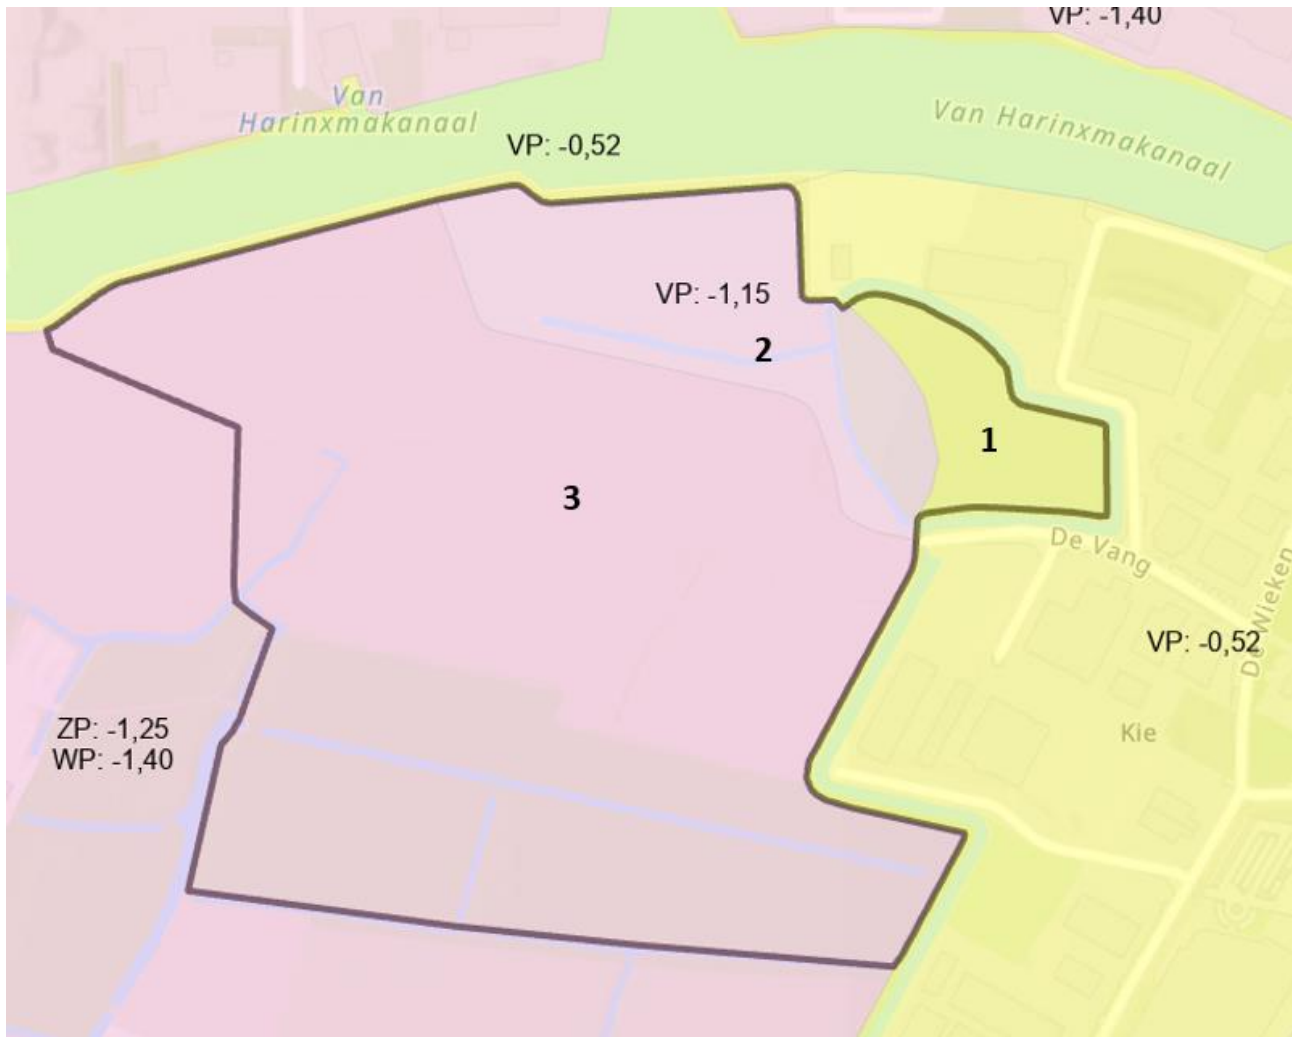 VP: -1,40
Van
Harinxmakanaal
Van Harinxmakanaal
VP: -0,52
VP: -1,15
2
1
3
De Vang
De Wieken
VP: -0,52
ZP: -1,25
WP: -1,40
Kie